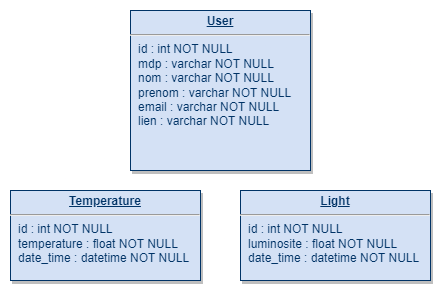 User
id : int NOT NULL
mdp : varchar NOT NULL
nom : varchar NOT NULL
prenom : varchar NOT NULL
email : varchar NOT NULL
lien : varchar NOT NULL
Temperature
id : int NOT NULL
temperature : float NOT NULL
date_time : datetime NOT NULL
Light
id : int NOT NULL
luminosite : float NOT NULL
date_time : datetime NOT NULL